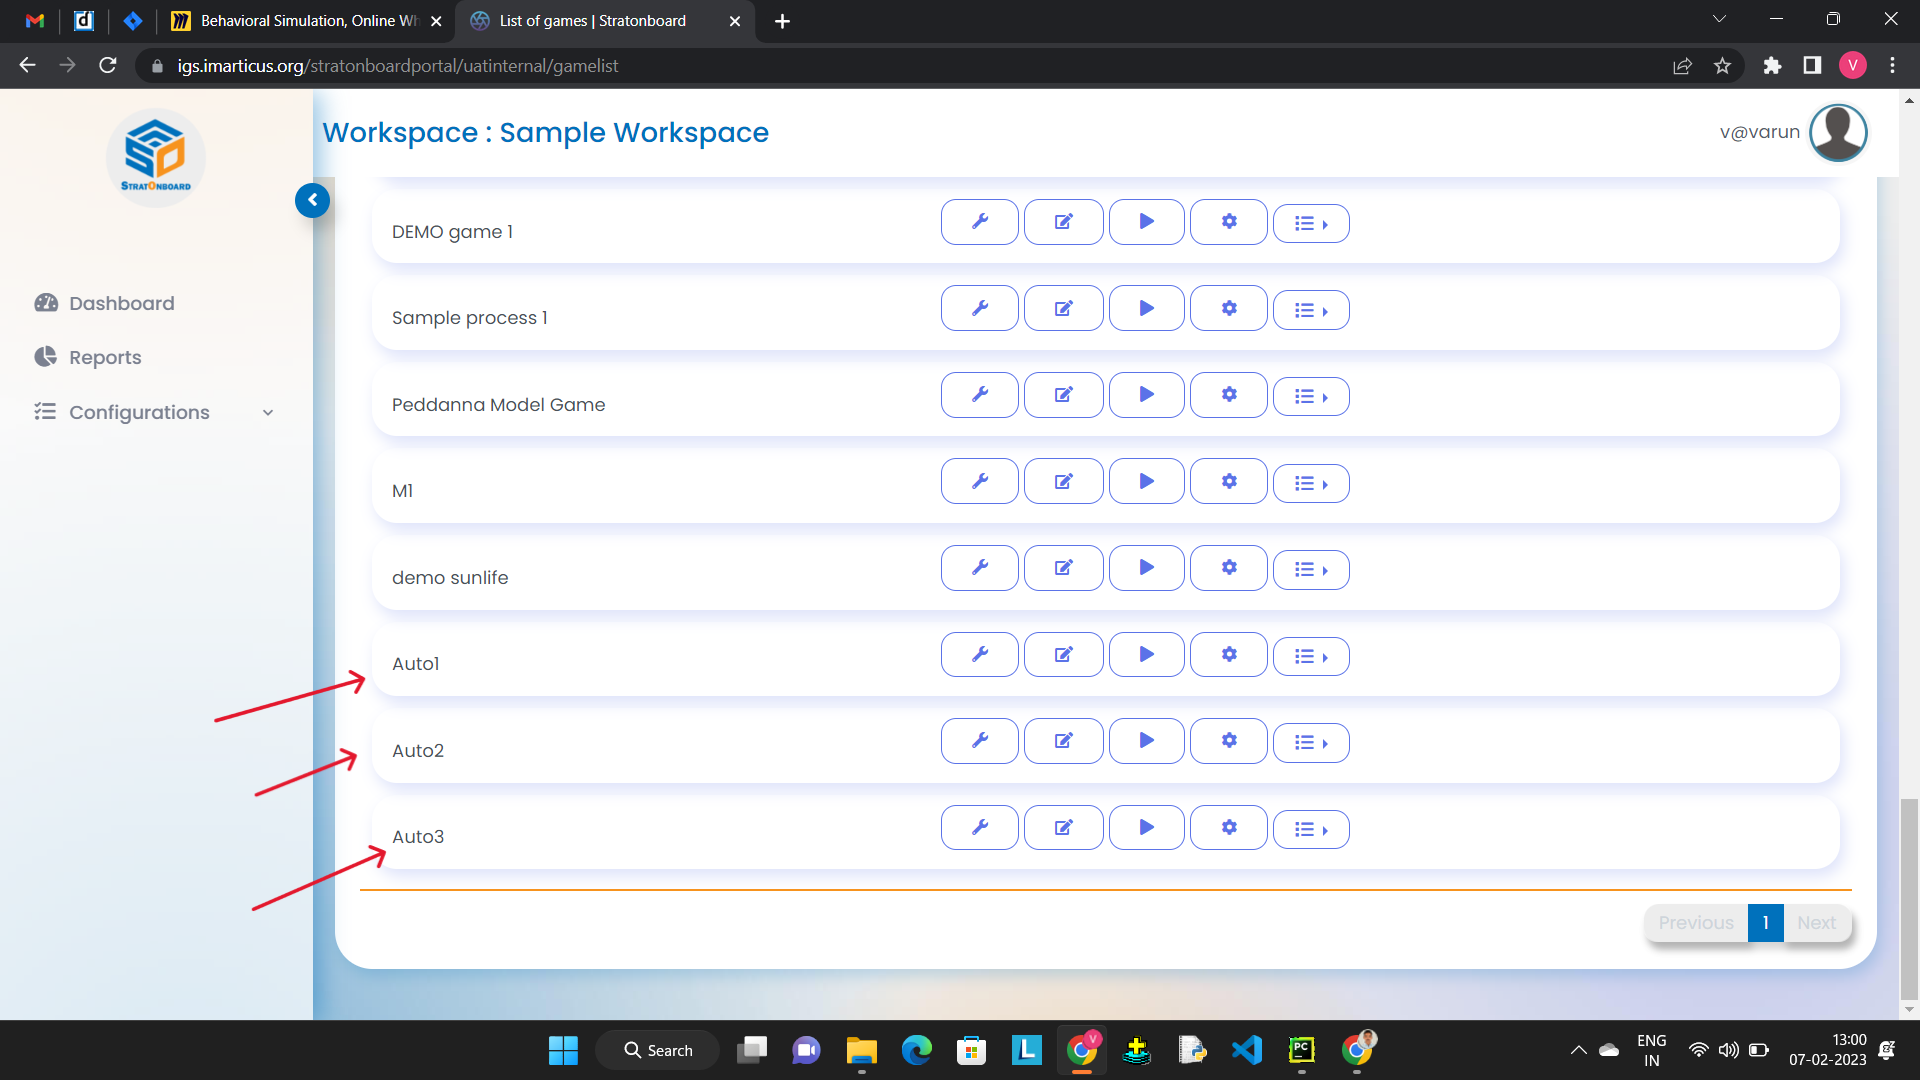 Behavioral Simulation, Online Wh
List of games | Stratonboard
igs.imarticus.org/stratonboardportal/uatinternal/gamelist
V
STRATONBOARD
Workspace : Sample Workspace
v@varun
Dashboard
Reports
Configurations
DEMO game 1
Sample process 1
Peddanna Model Game
M1
demo sunlife
Auto1
Auto2
Auto3
Previous 1 Next
Search
L
V
PC
ENG
IN
13:00
07-02-2023